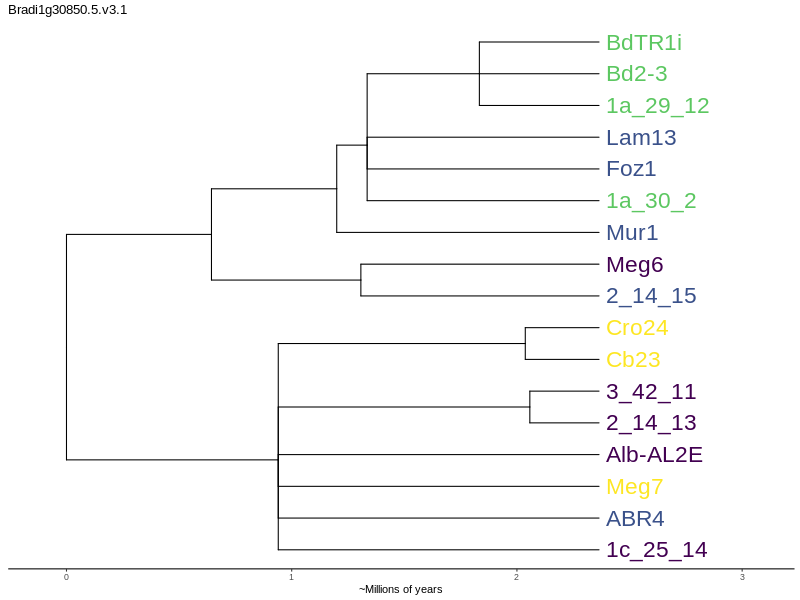 Bradi1g30850.5.v3.1
BdTR1i
Bd2-3
1a_29_12
Lam13
Foz1
1a_30_2
Mur1
Meg6
2_14_15
Cro24
Cb23
3_42_11
2_14_13
Alb-AL2E
Meg7
ABR4
1c_25_14
0 1 2 3
~Millions of years